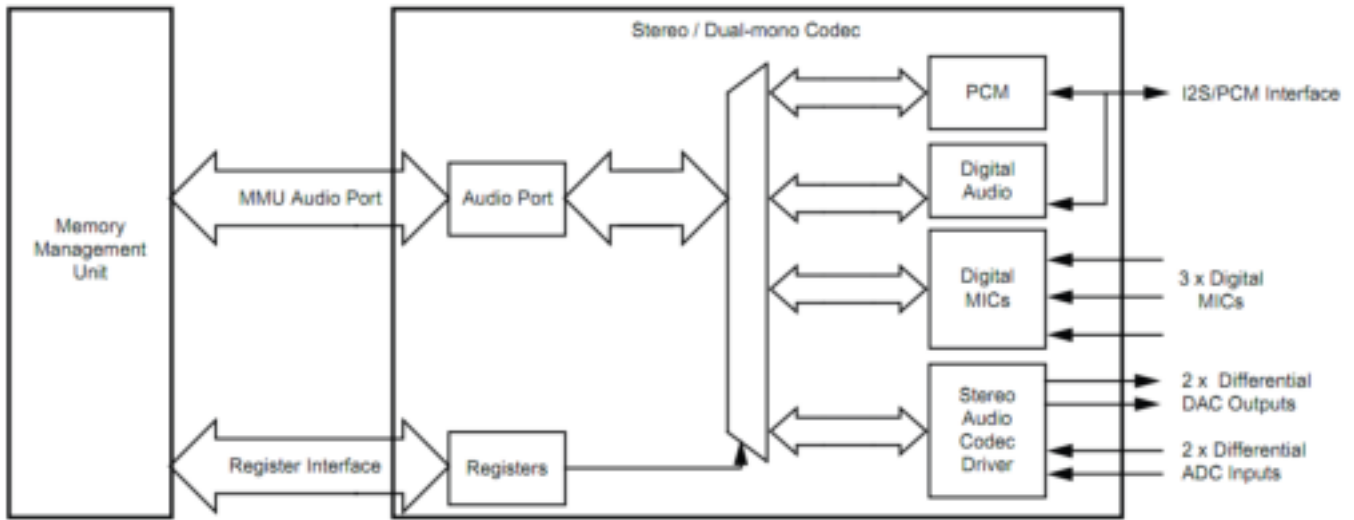 Stereo / Dual-mono Codec
PCM
I2S/PCM Interface
Digital
Audio
MMU Audio Port
Audio Port
Memory
Management
Unit
Digital
MICs
3 x Digital
MICs
Stereo
Audio
Codec
Driver
2 x Differential
DAC Outputs
2 x Differential
ADC Inputs
Register Interface
Registers